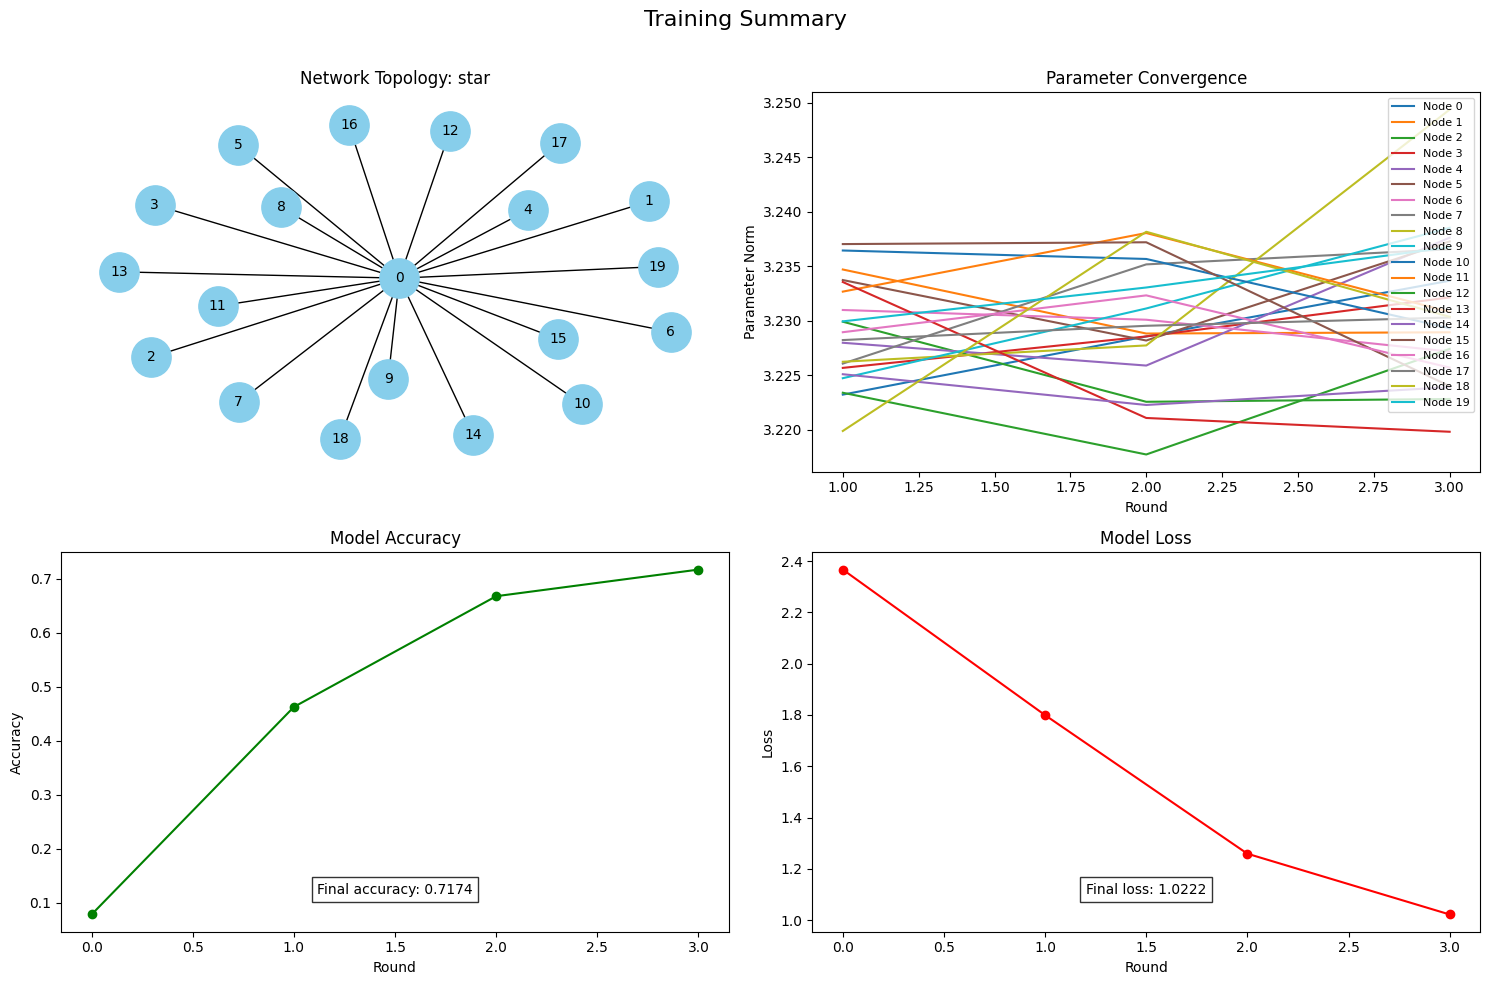 Training Summary
Network Topology: star
16
12
5
17
3
8
4
1
0
13
19
11
2
15
6
9
7
10
18
14
Parameter Convergence
3.250
3.245
3.240
3.235
3.230
3.225
3.220
Parameter Norm
Node 0
Node 1
Node 2
Node 3
Node 4
Node 5
Node 6
Node 7
Node 8
Node 9
Node 10
Node 11
Node 12
Node 13
Node 14
Node 15
Node 16
Node 17
Node 18
Node 19
1.00 1.25 1.50 1.75 2.00 2.25 2.50 2.75 3.00
Round
Model Accuracy
0.7
0.6
0.5
0.4
0.3
0.2
0.1
Accuracy
Final accuracy: 0.7174
0.0 0.5 1.0 1.5 2.0 2.5 3.0
Round
Model Loss
2.4
2.2
2.0
1.8
1.6
1.4
1.2
1.0
Loss
Final loss: 1.0222
0.0 0.5 1.0 1.5 2.0 2.5 3.0
Round